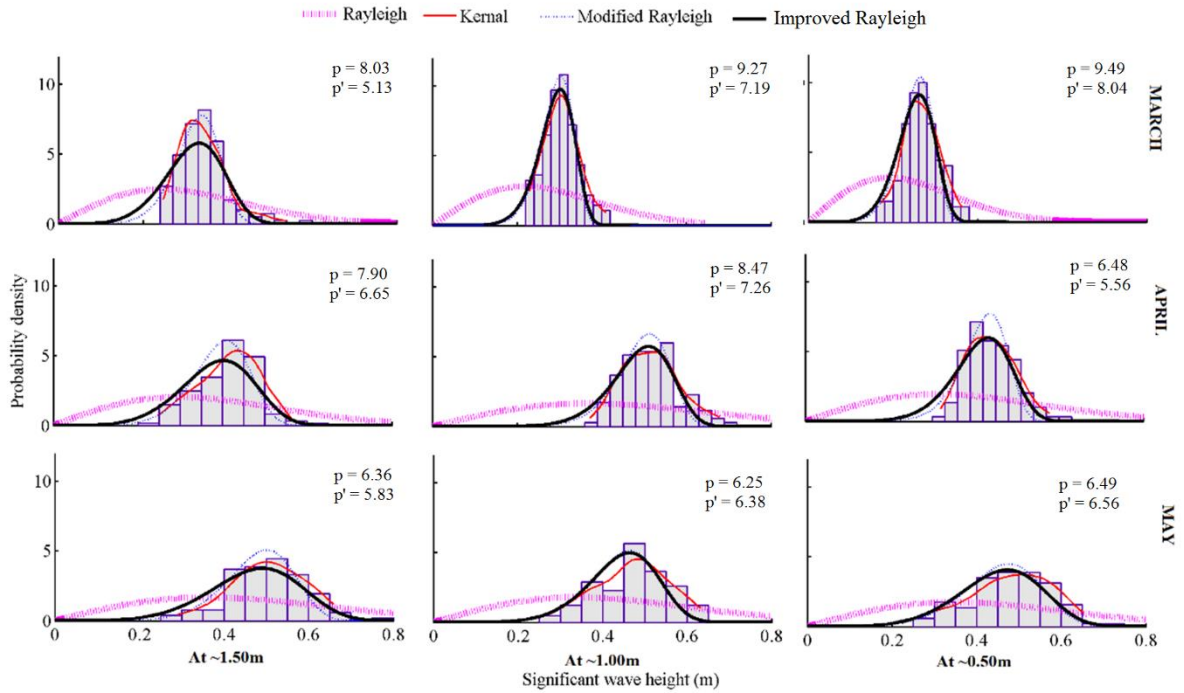 Rayleigh Kernal Modified Rayleigh Improved Rayleigh
10
5
0
p = 8.03
p' = 5.13
p = 9.27
p' = 7.19
p = 9.49
p' = 8.04
MARCII
Probability density
10
5
0
p = 7.90
p' = 6.65
p = 8.47
p' = 7.26
p = 6.48
p' = 5.56
APRIL
10
5
0
p = 6.36
p' = 5.83
p = 6.25
p' = 6.38
p = 6.49
p' = 6.56
MAY
0 0.2 0.4 0.6 0.8
0.2 0.4 0.6 0.8
0.2 0.4 0.6 0.8
At ~1.50m
At ~1.00m
At ~0.50m
Significant wave height (m)